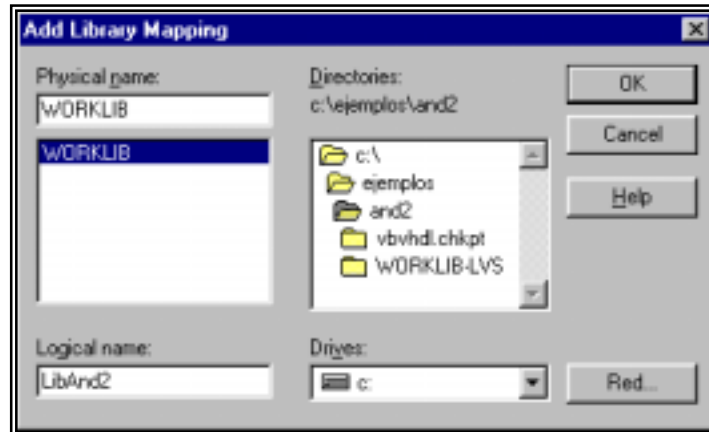 Add Library Mapping
Physical name:
WORKLIB
WORKLIB
Logical name:
LibAnd2
Directories:
c:\ejemplos\and2
c:\
ejemplos
and2
vbvhdl.chkpt
WORKLIB-LVS
Drives:
c:
OK
Cancel
Help
Red...